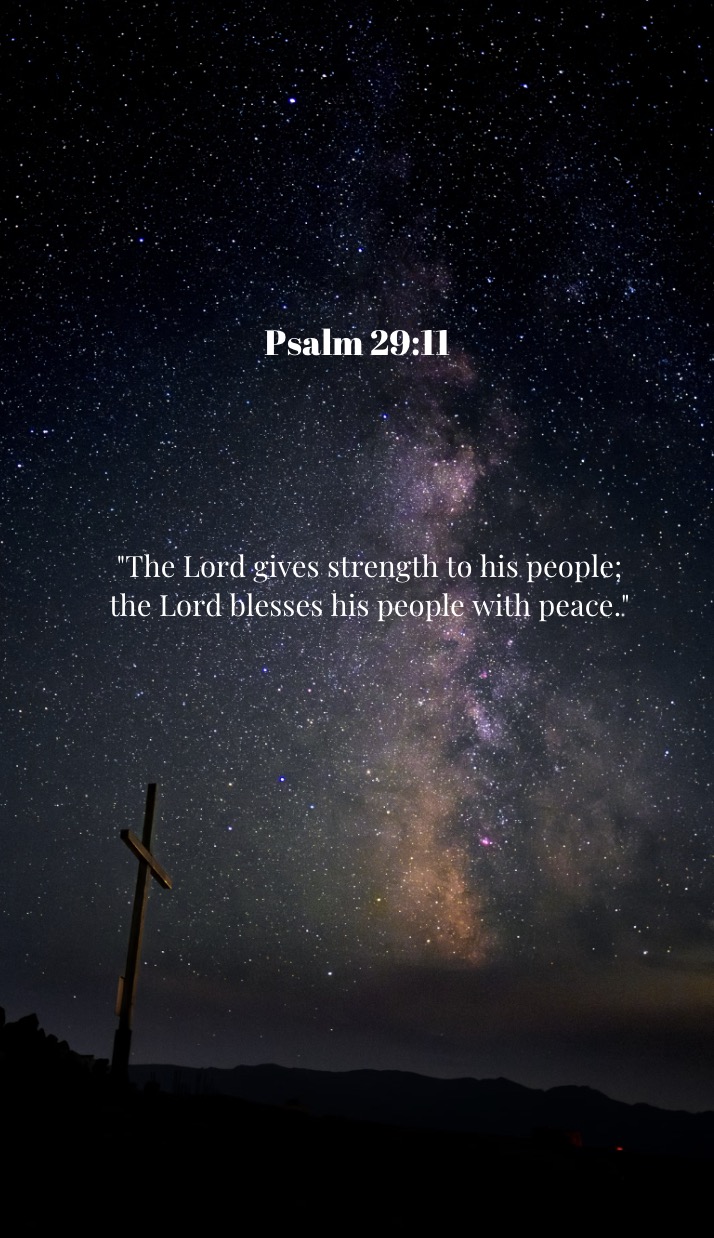 Psalm 29:11
"The Lord gives strength to his people;
the Lord blesses his people with peace."